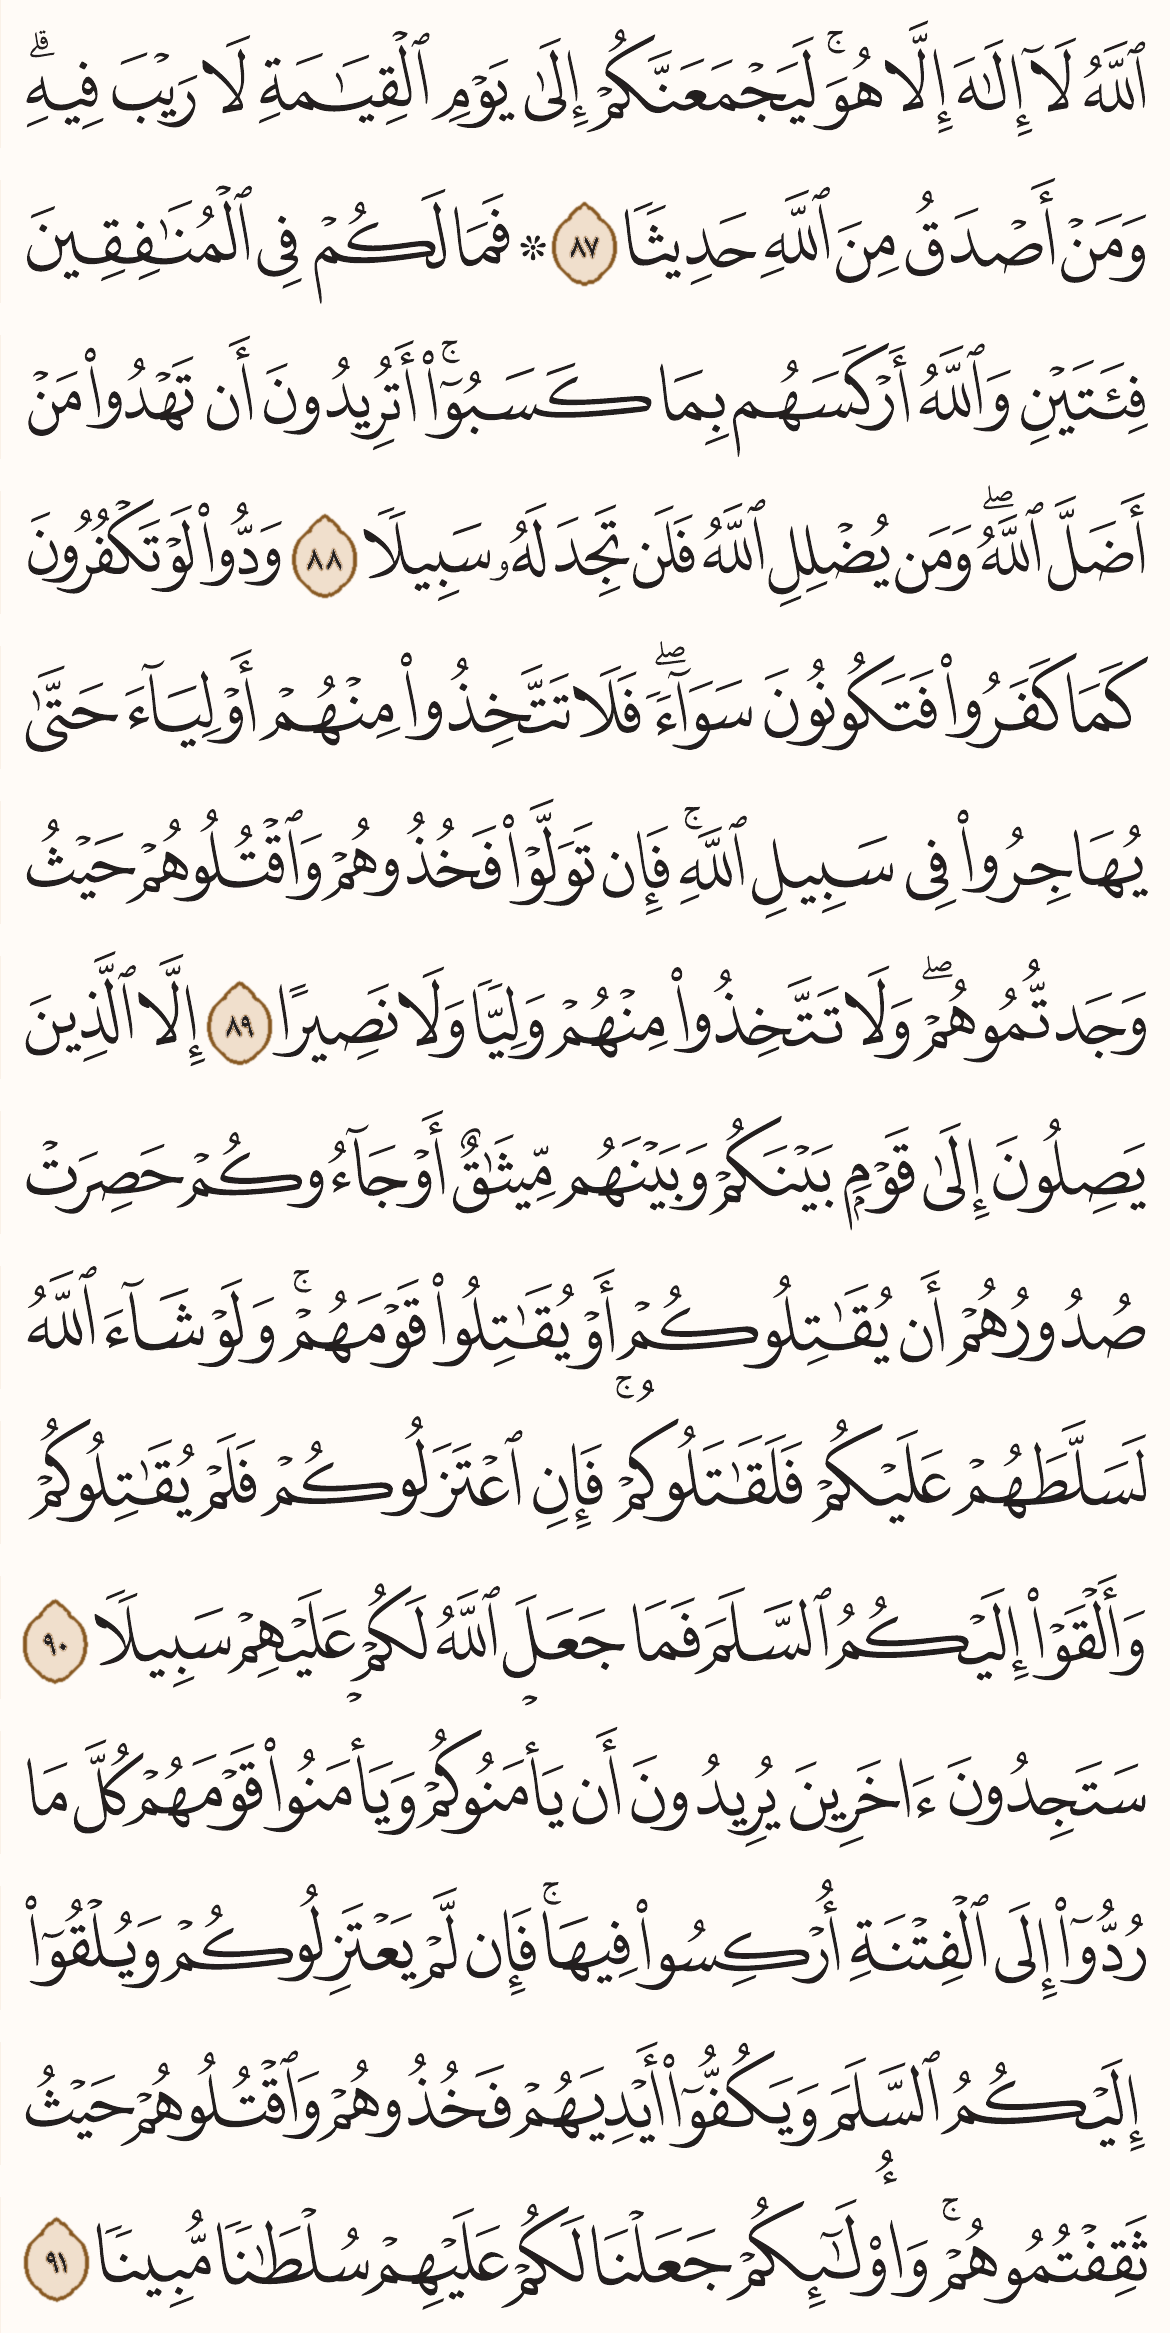 ٱللَّهُ لَآ إِلَـٰهَ إِلَّا هُوَۚ لَيَجۡمَعَنَّكُمۡ إِلَىٰ يَوۡمِ ٱلۡقِيَـٰمَةِ لَا رَيۡبَ فِيهِۗ
وَمَنۡ أَصۡدَقُ مِنَ ٱللَّهِ حَدِيثٗا ٨٧ ۞ فَمَا لَكُمۡ فِي ٱلۡمُنَـٰفِقِينَ
فِئَتَيۡنِ وَٱللَّهُ أَرۡكَسَهُم بِمَا كَسَبُوٓاْۚ أَتُرِيدُونَ أَن تَهۡدُواْ مَنۡ
أَضَلَّ ٱللَّهُۖ وَمَن يُضۡلِلِ ٱللَّهُ فَلَن تَجِدَ لَهُۥ سَبِيلٗا ٨٨ وَدُّواْ لَوۡ تَكۡفُرُونَ
كَمَا كَفَرُواْ فَتَكُونُونَ سَوَآءٗۖ فَلَا تَتَّخِذُواْ مِنۡهُمۡ أَوۡلِيَآءَ حَتَّىٰ
يُهَاجِرُواْ فِي سَبِيلِ ٱللَّهِۚ فَإِن تَوَلَّوۡاْ فَخُذُوهُمۡ وَٱقۡتُلُوهُمۡ حَيۡثُ
وَجَدتُّمُوهُمۡۖ وَلَا تَتَّخِذُواْ مِنۡهُمۡ وَلِيّٗا وَلَا نَصِيرًا ٨٩ إِلَّا ٱلَّذِينَ
يَصِلُونَ إِلَىٰ قَوۡمِۭ بَيۡنَكُمۡ وَبَيۡنَهُم مِّيثَٰقٌ أَوۡ جَآءُوكُمۡ حَصِرَتۡ
صُدُورُهُمۡ أَن يُقَـٰتِلُوكُمۡ أَوۡ يُقَـٰتِلُواْ قَوۡمَهُمۡۚ وَلَوۡ شَآءَ ٱللَّهُ
لَسَلَّطَهُمۡ عَلَيۡكُمۡ فَلَقَـٰتَلُوكُمۡۚ فَإِنِ ٱعۡتَزَلُوكُمۡ فَلَمۡ يُقَـٰتِلُوكُمۡ
وَأَلۡقَوۡاْ إِلَيۡكُمُ ٱلسَّلَمَ فَمَا جَعَلَ ٱللَّهُ لَكُمۡ عَلَيۡهِمۡ سَبِيلٗا ٩٠
سَتَجِدُونَ ءَاخَرِينَ يُرِيدُونَ أَن يَأۡمَنُوكُمۡ وَيَأۡمَنُواْ قَوۡمَهُمۡ كُلَّ مَا
رُدُّوٓاْ إِلَى ٱلۡفِتۡنَةِ أُرۡكِسُواْ فِيهَاۚ فَإِن لَّمۡ يَعۡتَزِلُوكُمۡ وَيُلۡقُوٓاْ
إِلَيۡكُمُ ٱلسَّلَمَ وَيَكُفُّوٓاْ أَيۡدِيَهُمۡ فَخُذُوهُمۡ وَٱقۡتُلُوهُمۡ حَيۡثُ
ثَقِفۡتُمُوهُمۡۚ وَأُوْلَـٰٓئِكُمۡ جَعَلۡنَا لَكُمۡ عَلَيۡهِمۡ سُلۡطَٰنٗا مُّبِينٗا ٩١